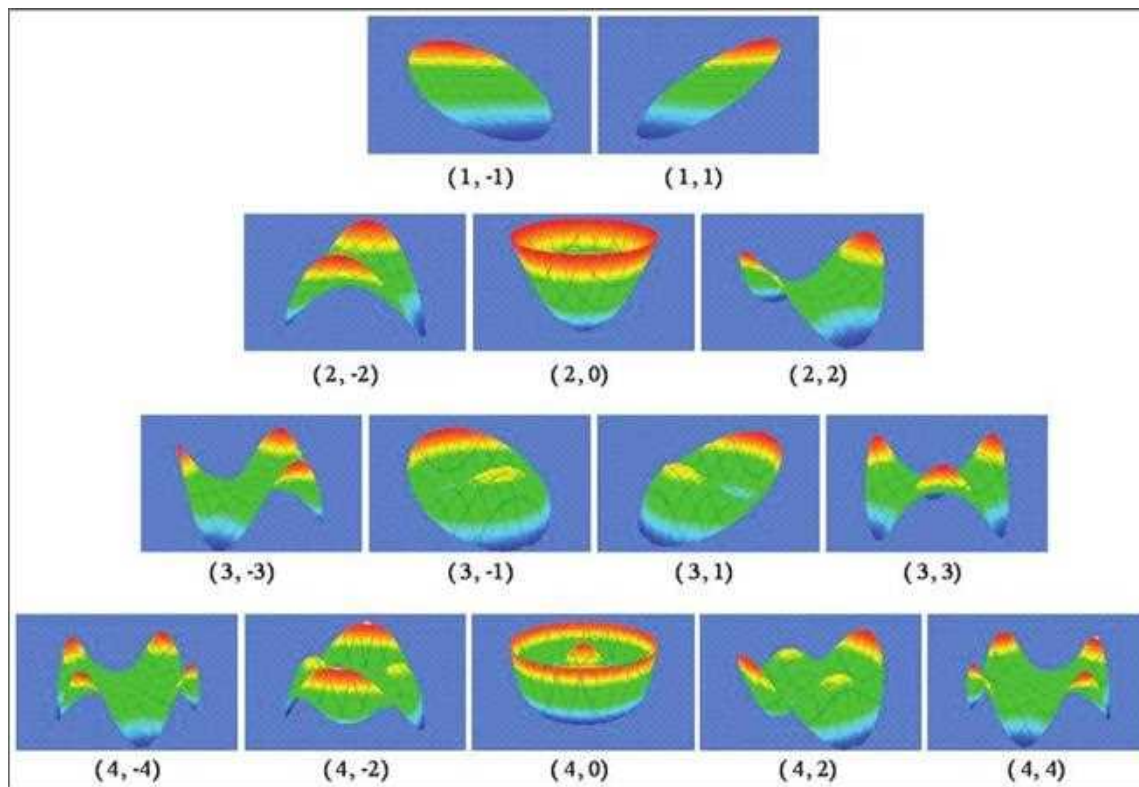 (1, -1) (1, 1)
(2, -2) (2, 0) (2, 2)
(3, -3) (3, -1) (3, 1) (3, 3)
(4, -4) (4, -2) (4, 0) (4, 2) (4, 4)